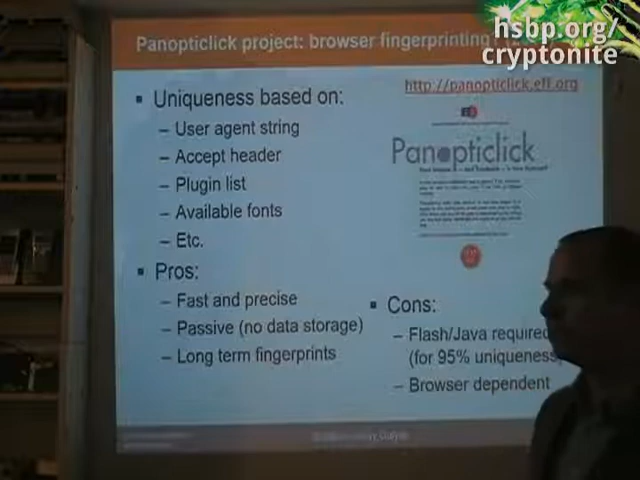 hsbp.org/
cryptonite
Panopticlick project: browser fingerprinting
http://panopticlick.eff.org
▪ Uniqueness based on:
– User agent string
– Accept header
– Plugin list
– Available fonts
– Etc.
Panopticlick
▪ Pros:
– Fast and precise
– Passive (no data storage)
– Long term fingerprints
▪ Cons:
– Flash/Java required
(for 95% uniqueness
– Browser dependent